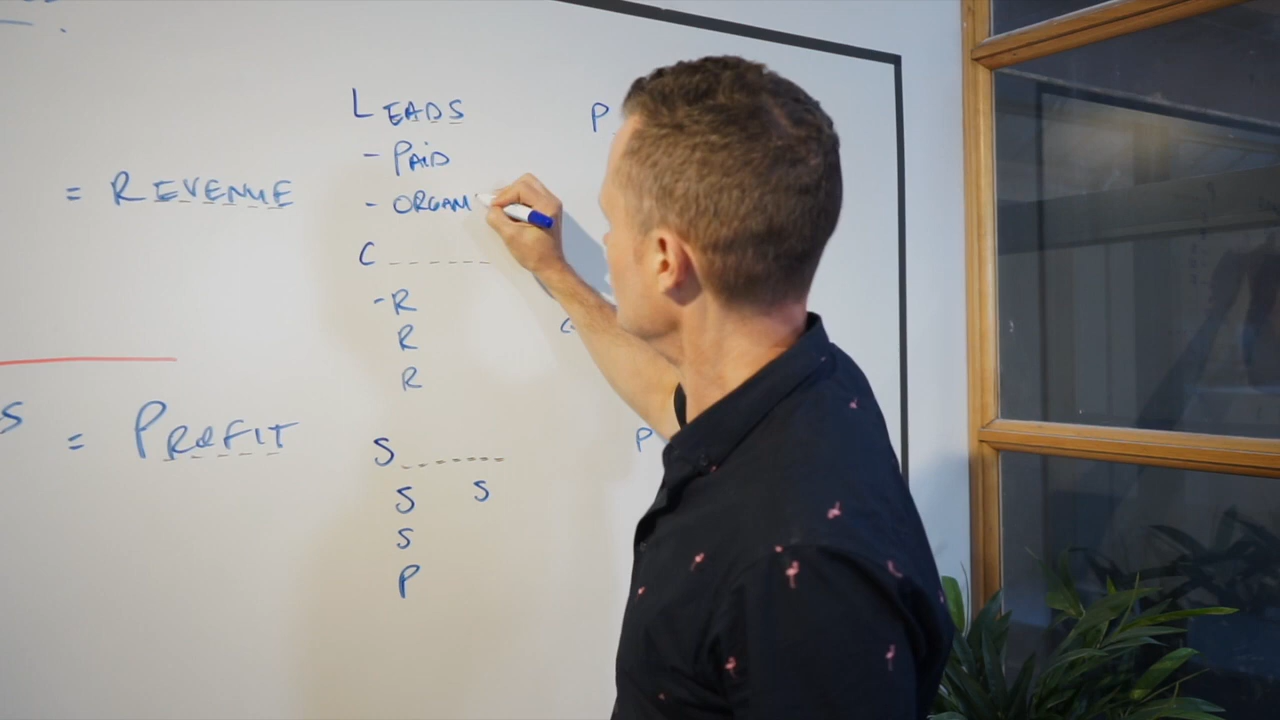 = REVENUE
S = PROFIT
LEADS
- PAID
- ORGANI
C _ _ _ _ _ _
- R
R
R
S _ _ _ _ _ _ _
S S
S
P
P
C
P